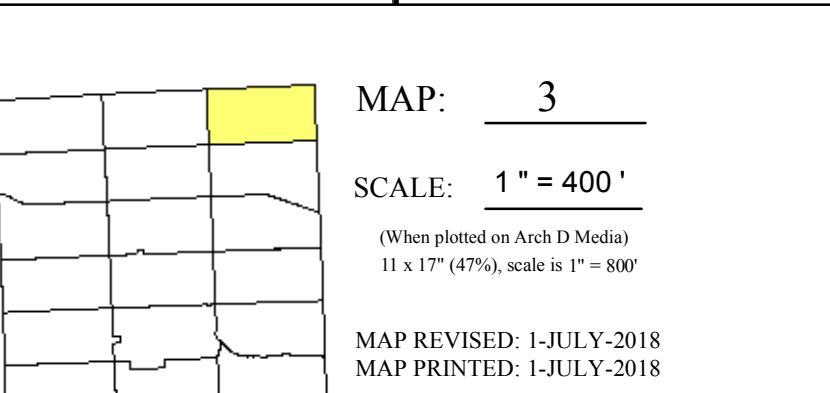 MAP: 3
SCALE: 1 " = 400 '
(When plotted on Arch D Media)
11 x 17" (47%), scale is 1" = 800'
MAP REVISED: 1-JULY-2018
MAP PRINTED: 1-JULY-2018